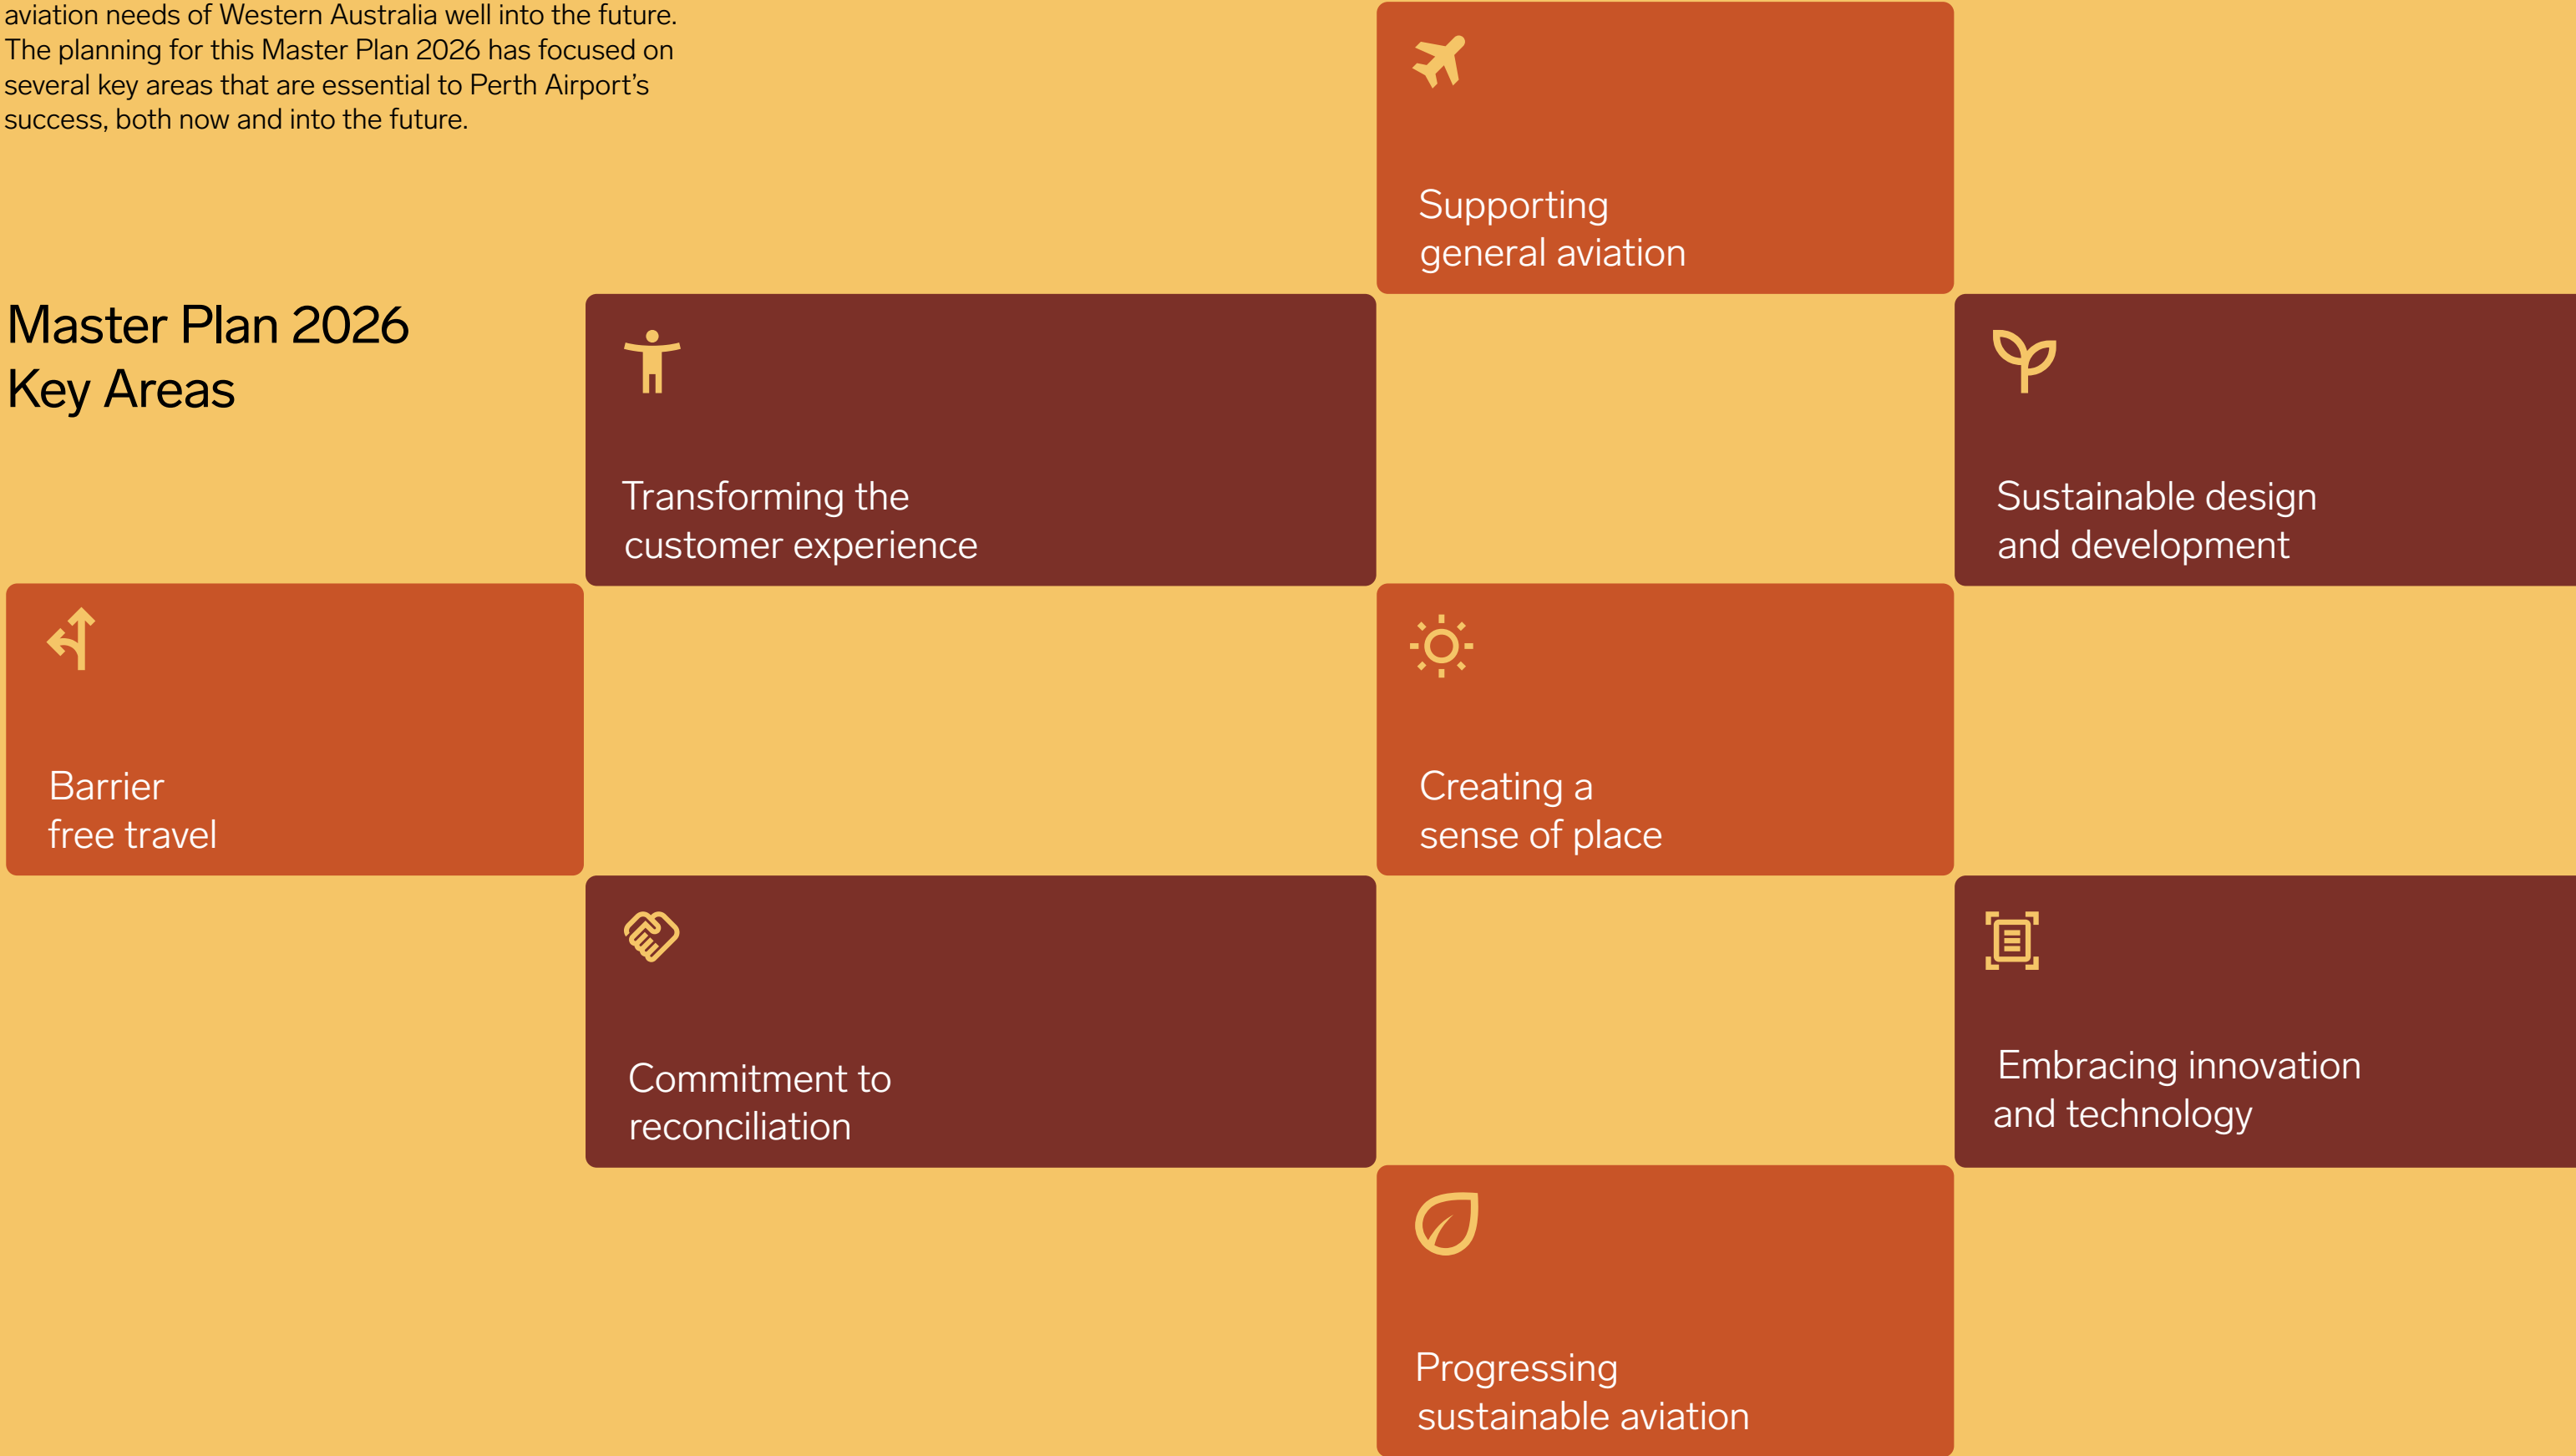 aviation needs of Western Australia well into the future.
The planning for this Master Plan 2026 has focused on
several key areas that are essential to Perth Airport’s
success, both now and into the future.
Master Plan 2026
Key Areas
Supporting
general aviation
Transforming the
customer experience
Sustainable design
and development
Barrier
free travel
Creating a
sense of place
Commitment to
reconciliation
Embracing innovation
and technology
Progressing
sustainable aviation